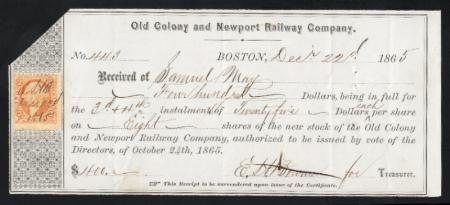 Old Colony and Newport Railway Company.
No. 443 BOSTON, Decr 22d 1865
Received of Samuel May
Four hundred Dollars, being in full for
the 3d & 4th instalments of Twenty five Dollars, each per share
on Eight shares of the new stock of the Old Colony
and Newport Railway Company, authorized to be issued by vote of the
Directors, of October 24th, 1865.
$400. for Treasurer.
This Receipt to be surrendered upon issue of the Certificate.